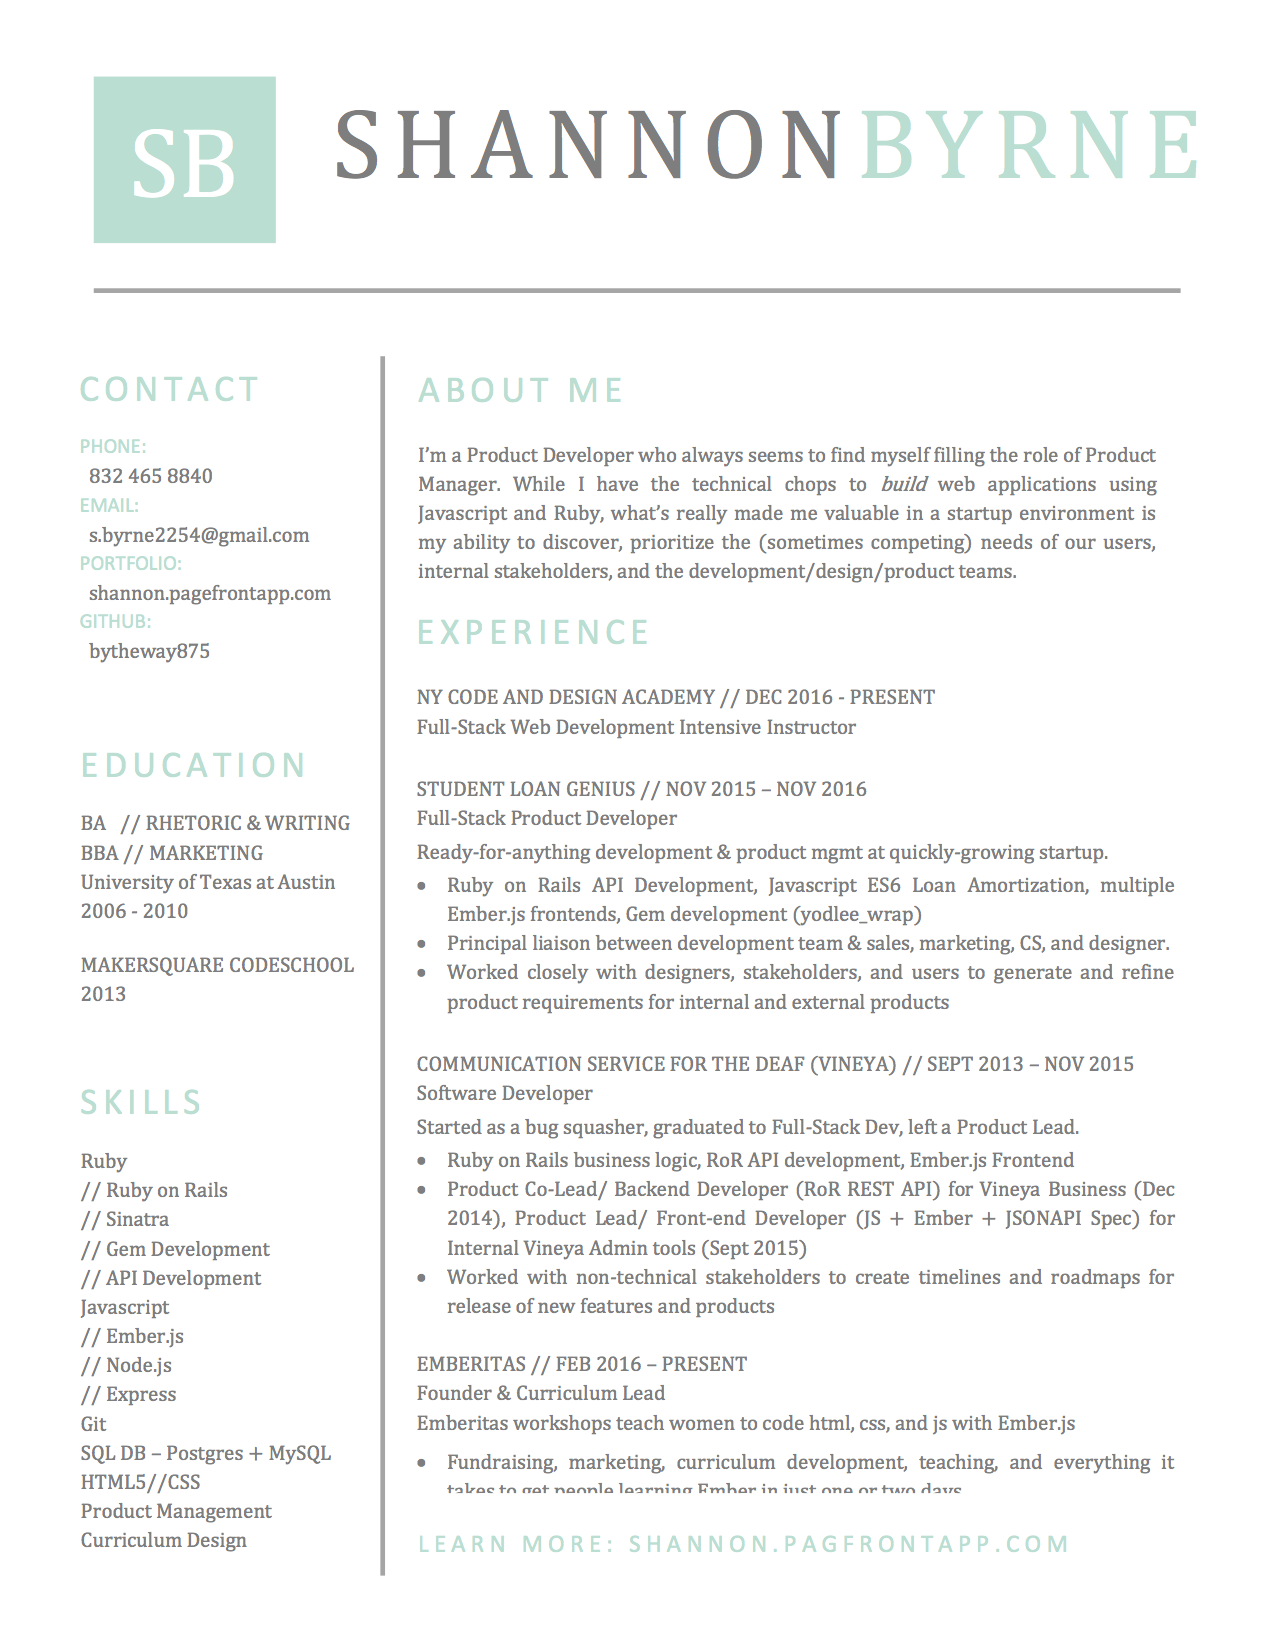 SB
SHANNONBYRNE
CONTACT
PHONE:
832 465 8840
EMAIL:
s.byrne2254@gmail.com
PORTFOLIO:
shannon.pagefrontapp.com
GITHUB:
bytheway875
EDUCATION
BA // RHETORIC & WRITING
BBA // MARKETING
University of Texas at Austin
2006 - 2010
MAKERSQUARE CODESCHOOL
2013
SKILLS
Ruby
// Ruby on Rails
// Sinatra
// Gem Development
// API Development
Javascript
// Ember.js
// Node.js
// Express
Git
SQL DB – Postgres + MySQL
HTML5//CSS
Product Management
Curriculum Design
ABOUT ME
I’m a Product Developer who always seems to find myself filling the role of Product
Manager. While I have the technical chops to build web applications using
Javascript and Ruby, what’s really made me valuable in a startup environment is
my ability to discover, prioritize the (sometimes competing) needs of our users,
internal stakeholders, and the development/design/product teams.
EXPERIENCE
NY CODE AND DESIGN ACADEMY // DEC 2016 - PRESENT
Full-Stack Web Development Intensive Instructor
STUDENT LOAN GENIUS // NOV 2015 – NOV 2016
Full-Stack Product Developer
Ready-for-anything development & product mgmt at quickly-growing startup.
• Ruby on Rails API Development, Javascript ES6 Loan Amortization, multiple
Ember.js frontends, Gem development (yodlee_wrap)
• Principal liaison between development team & sales, marketing, CS, and designer.
• Worked closely with designers, stakeholders, and users to generate and refine
product requirements for internal and external products
COMMUNICATION SERVICE FOR THE DEAF (VINEYA) // SEPT 2013 – NOV 2015
Software Developer
Started as a bug squasher, graduated to Full-Stack Dev, left a Product Lead.
• Ruby on Rails business logic, RoR API development, Ember.js Frontend
• Product Co-Lead/ Backend Developer (RoR REST API) for Vineya Business (Dec
2014), Product Lead/ Front-end Developer (JS + Ember + JSONAPI Spec) for
Internal Vineya Admin tools (Sept 2015)
• Worked with non-technical stakeholders to create timelines and roadmaps for
release of new features and products
EMBERITAS // FEB 2016 – PRESENT
Founder & Curriculum Lead
Emberitas workshops teach women to code html, css, and js with Ember.js
• Fundraising, marketing, curriculum development, teaching, and everything it
takes to get people learning Ember in just one or two days
LEARN MORE: SHANNON.PAGFRONTAPP.COM